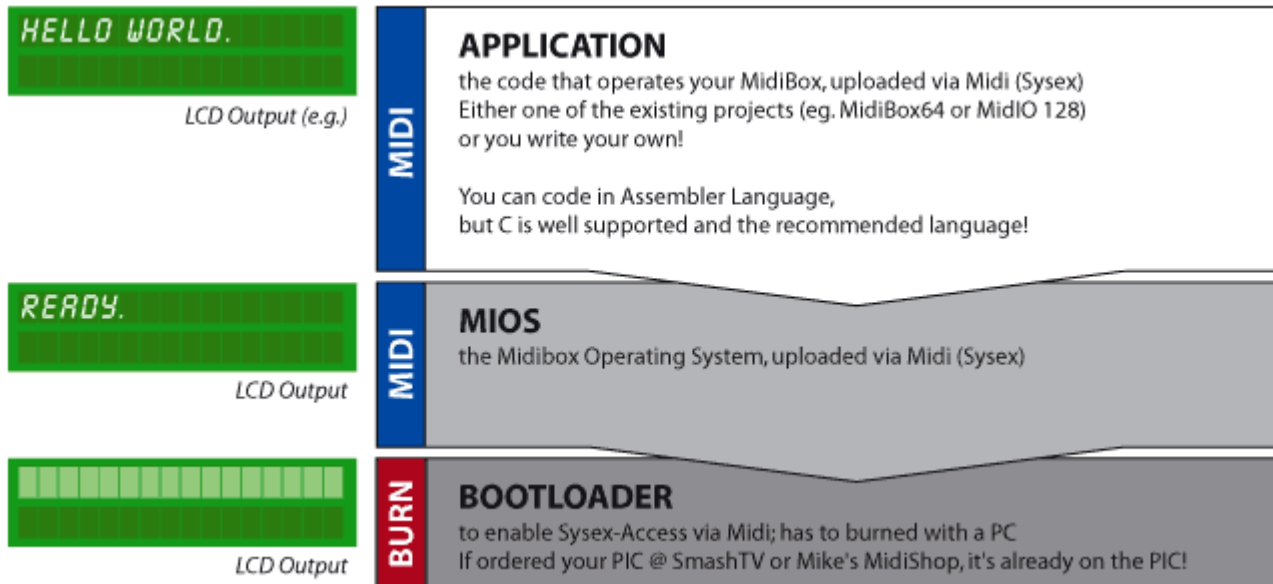 HELLO WORLD.
LCD Output (e.g.)
MIDI
APPLICATION
the code that operates your MidiBox, uploaded via Midi (Sysex)
Either one of the existing projects (eg. MidiBox64 or MidIO 128)
or you write your own!
You can code in Assembler Language,
but C is well supported and the recommended language!
READY.
LCD Output
MIDI
MIOS
the Midibox Operating System, uploaded via Midi (Sysex)
LCD Output
BURN
BOOTLOADER
to enable Sysex-Access via Midi; has to burned with a PC
If ordered your PIC @ SmashTV or Mike's MidiShop, it's already on the PIC!